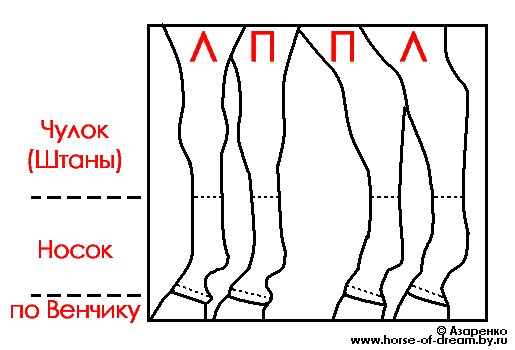 Л П П Л
Чулок
(Штаны)
Носок
по Венчику
© Азаренко
www.horse-of-dream.by.ru